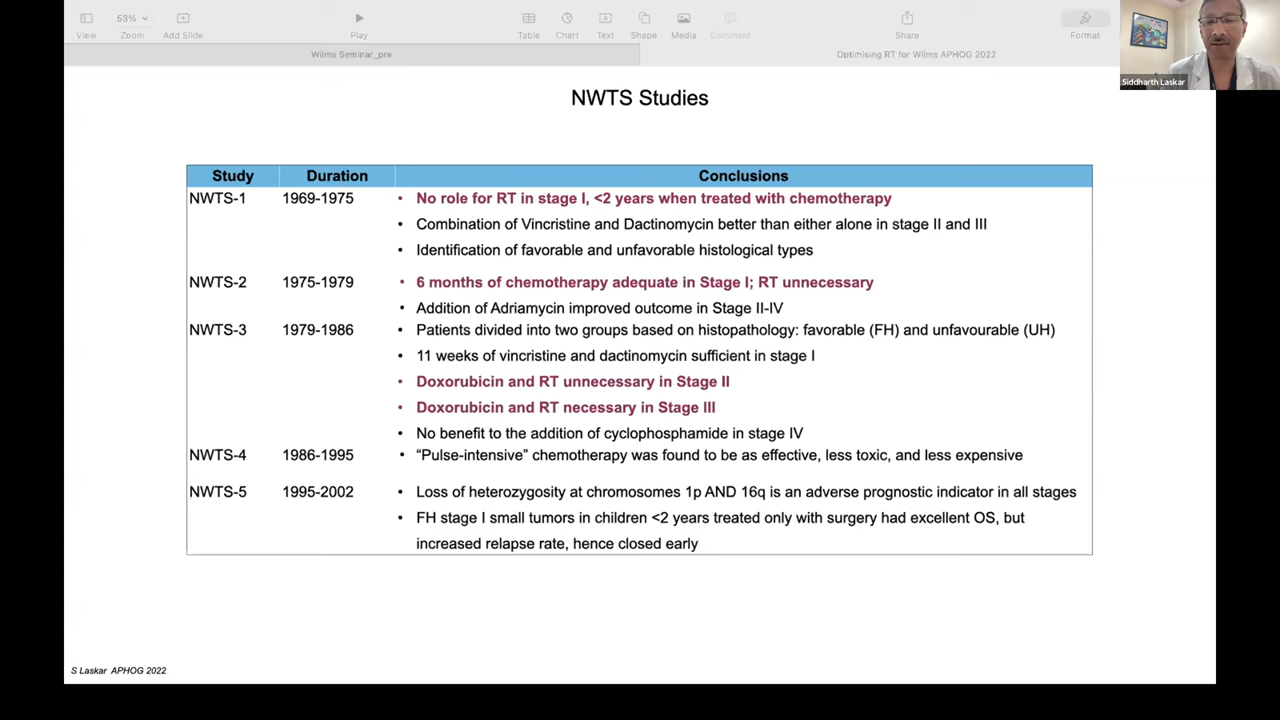 53%
View
Zoom
Add Slide
Play
Table
Chart
Text
Shape
Media
Comment
Share
Format
Wilms Seminar_pre
Optimising RT for Wilms APHOG 2022
Siddharth Laskar
NWTS Studies
Study Duration Conclusions
NWTS-1 1969-1975 • No role for RT in stage I, <2 years when treated with chemotherapy
• Combination of Vincristine and Dactinomycin better than either alone in stage II and III
• Identification of favorable and unfavorable histological types
NWTS-2 1975-1979 • 6 months of chemotherapy adequate in Stage I; RT unnecessary
• Addition of Adriamycin improved outcome in Stage II-IV
NWTS-3 1979-1986 • Patients divided into two groups based on histopathology: favorable (FH) and unfavourable (UH)
• 11 weeks of vincristine and dactinomycin sufficient in stage I
• Doxorubicin and RT unnecessary in Stage II
• Doxorubicin and RT necessary in Stage III
• No benefit to the addition of cyclophosphamide in stage IV
NWTS-4 1986-1995 • “Pulse-intensive” chemotherapy was found to be as effective, less toxic, and less expensive
NWTS-5 1995-2002 • Loss of heterozygosity at chromosomes 1p AND 16q is an adverse prognostic indicator in all stages
• FH stage I small tumors in children <2 years treated only with surgery had excellent OS, but
increased relapse rate, hence closed early
S Laskar APHOG 2022